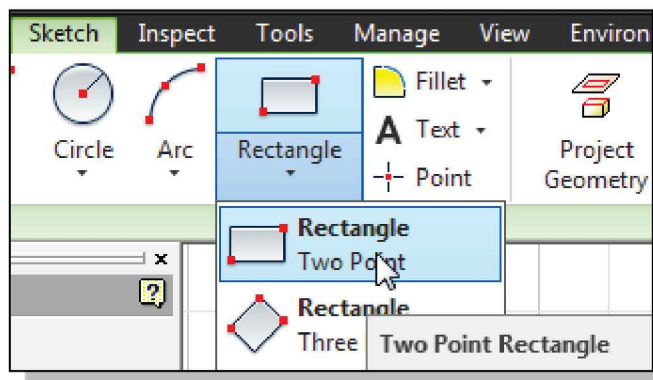 Sketch Inspect Tools Manage View Environ
Circle Arc Rectangle Fillet Project Geometry
Text
Point
Rectangle
Two Point
Rectangle
Three
Two Point Rectangle